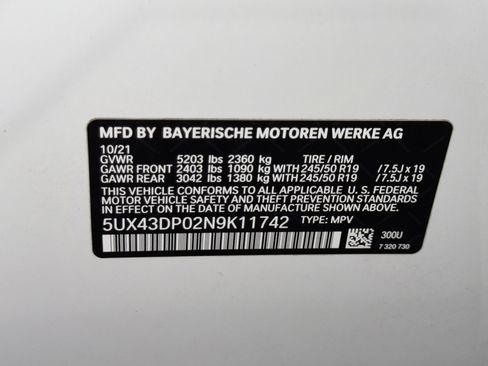 MFD BY BAYERISCHE MOTOREN WERKE AG
10/21
GVWR 5203 lbs 2360 kg TIRE / RIM
GAWR FRONT 2403 lbs 1090 kg WITH 245/50 R19 / 7.5J x 19
GAWR REAR 3042 lbs 1380 kg WITH 245/50 R19 / 7.5J x 19
THIS VEHICLE CONFORMS TO ALL APPLICABLE U. S. FEDERAL
MOTOR VEHICLE SAFETY AND THEFT PREVENTION STANDARDS
IN EFFECT ON THE DATE OF MANUFACTURE SHOWN ABOVE.
5UX43DP02N9K11742 TYPE: MPV
300U
7 320 730